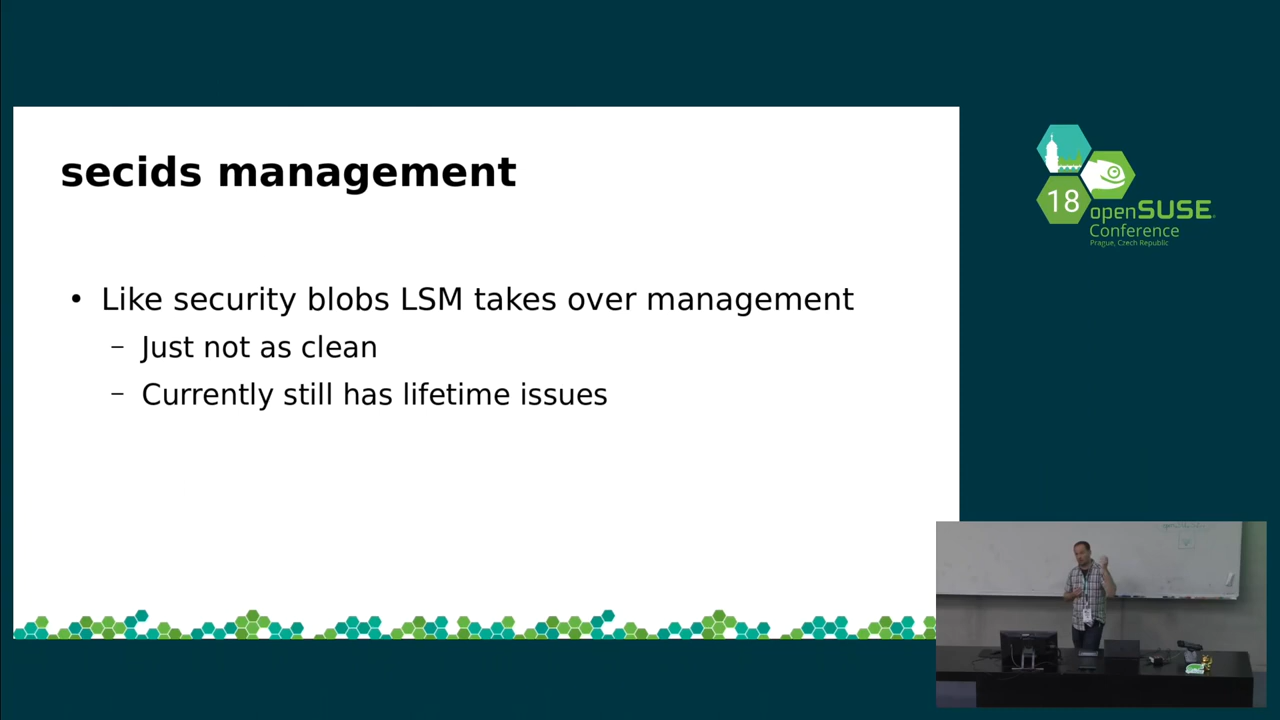 secids management
• Like security blobs LSM takes over management
– Just not as clean
– Currently still has lifetime issues
18
openSUSE
Conference
Prague, Czech Republic